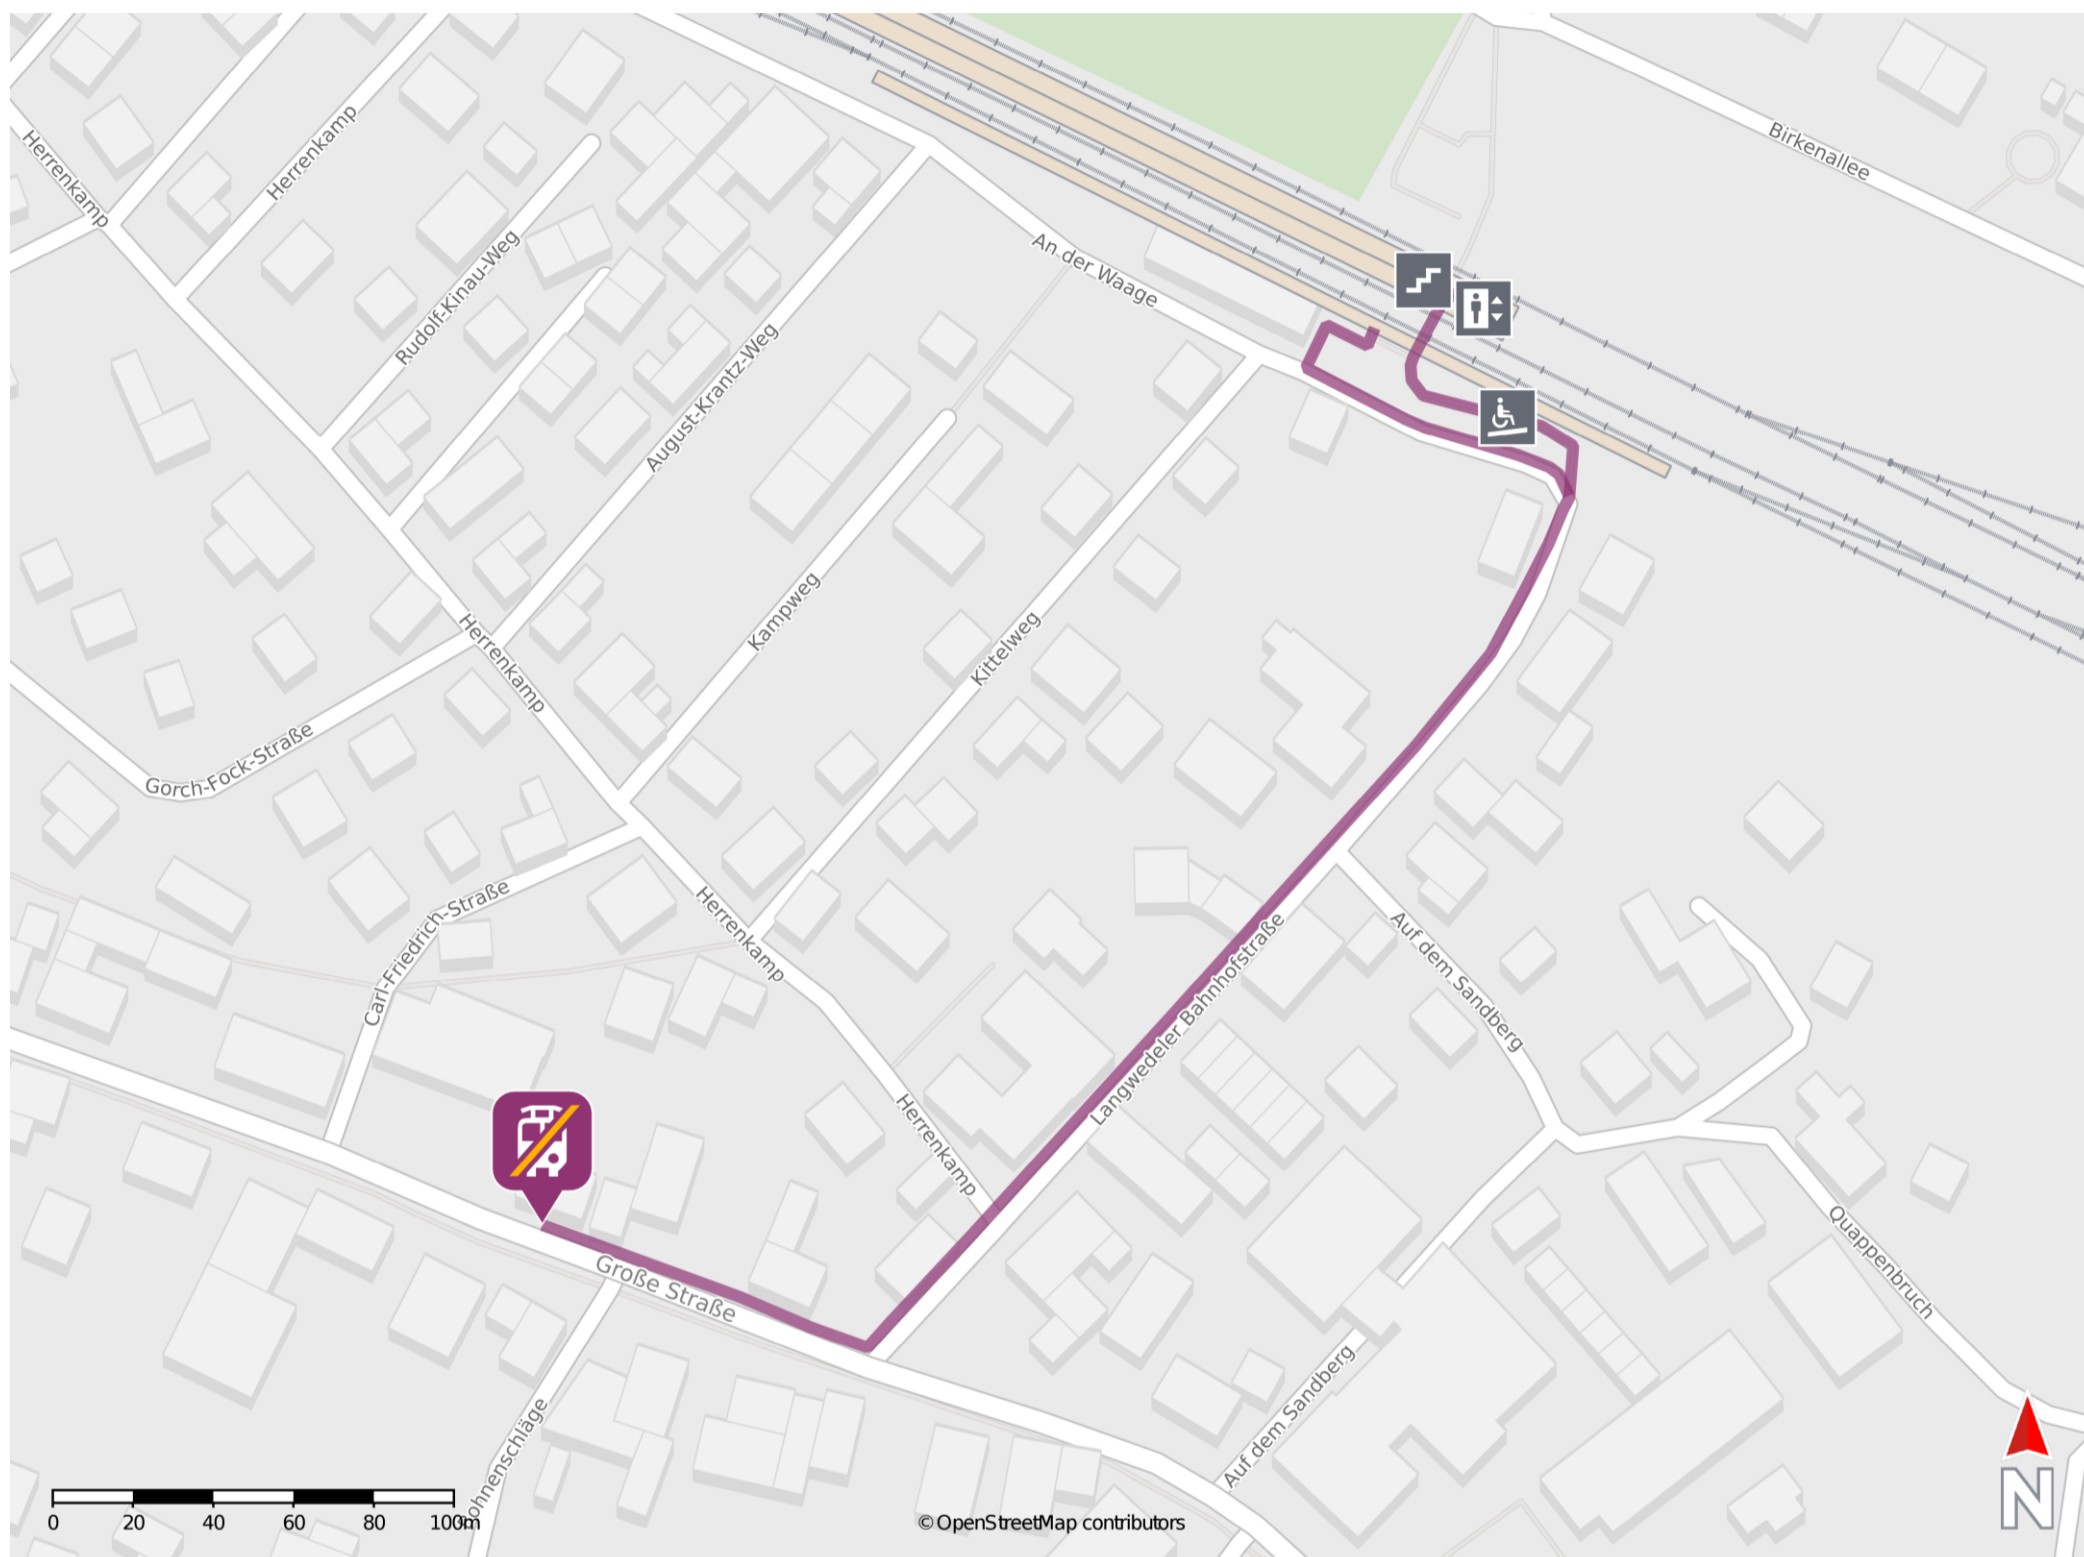 Birkenallee
Herrenkamp
Herrenkamp
An der Waage
Rudolf-Kinau-Weg
August-Krantz-Weg
Kampweg
Kittelweg
Herrenkamp
Gorch-Fock-Straße
Carl-Friedrich-Straße
Herrenkamp
Langwedeler Bahnhofstraße
Auf dem Sandberg
Herrenkamp
Quappenbruch
Große Straße
Auf dem Sandberg
ohnenschläge
0 20 40 60 80 100m
© OpenStreetMap contributors
N